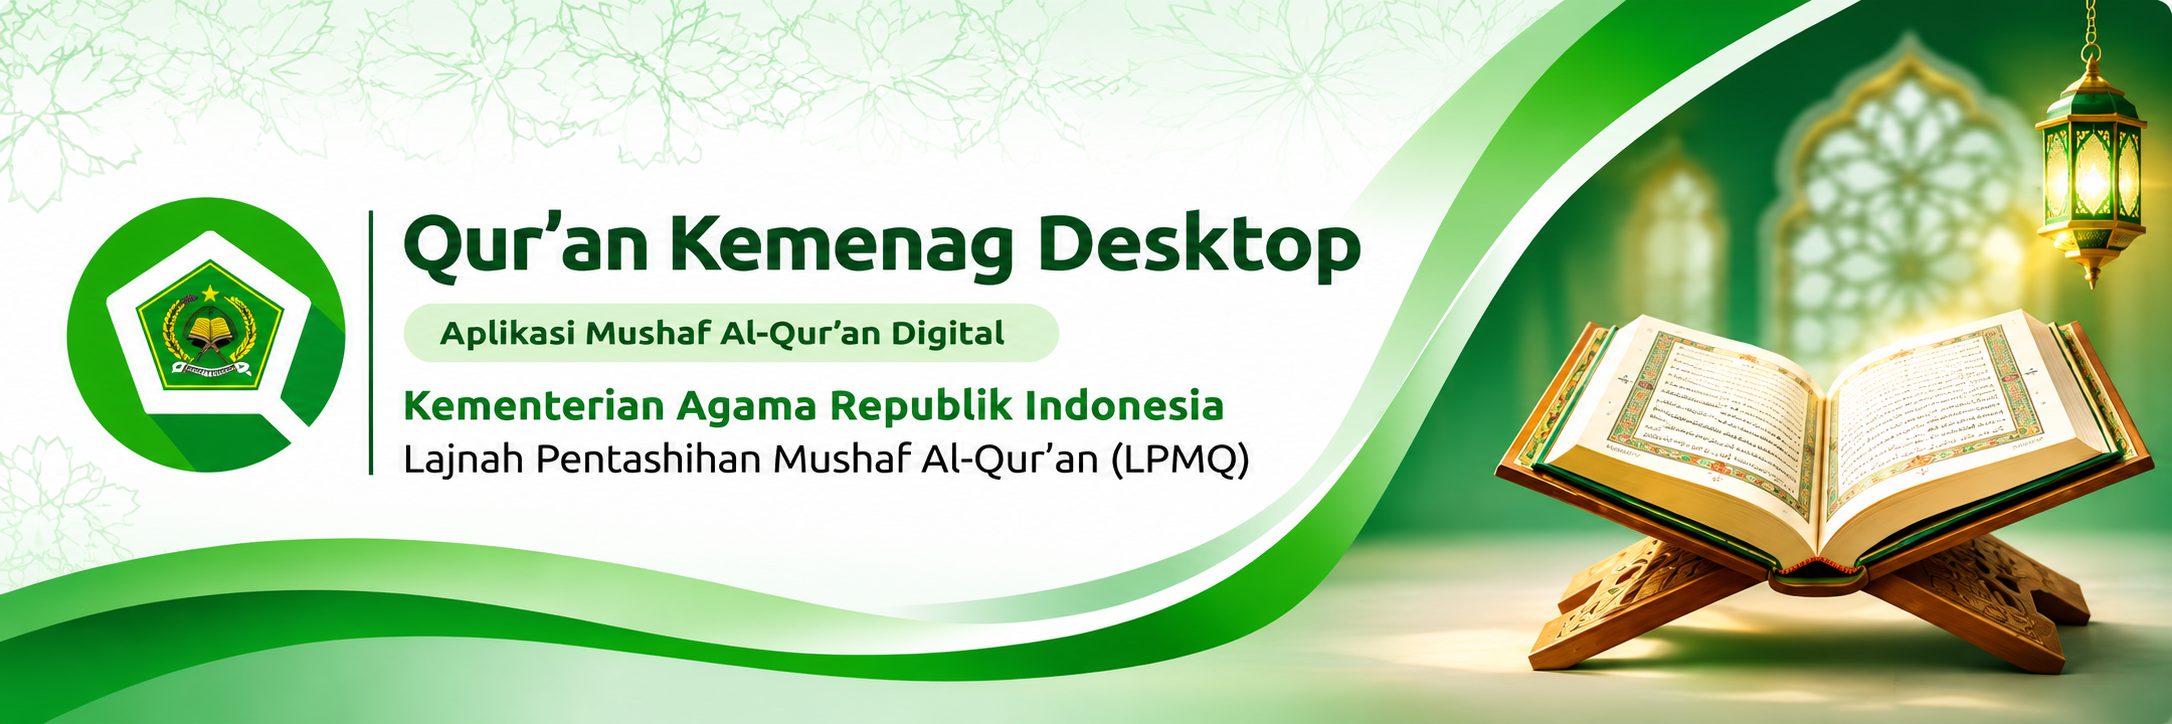 Qur’an Kemenag Desktop
Aplikasi Mushaf Al-Qur’an Digital
Kementerian Agama Republik Indonesia
Lajnah Pentashihan Mushaf Al-Qur’an (LPMQ)